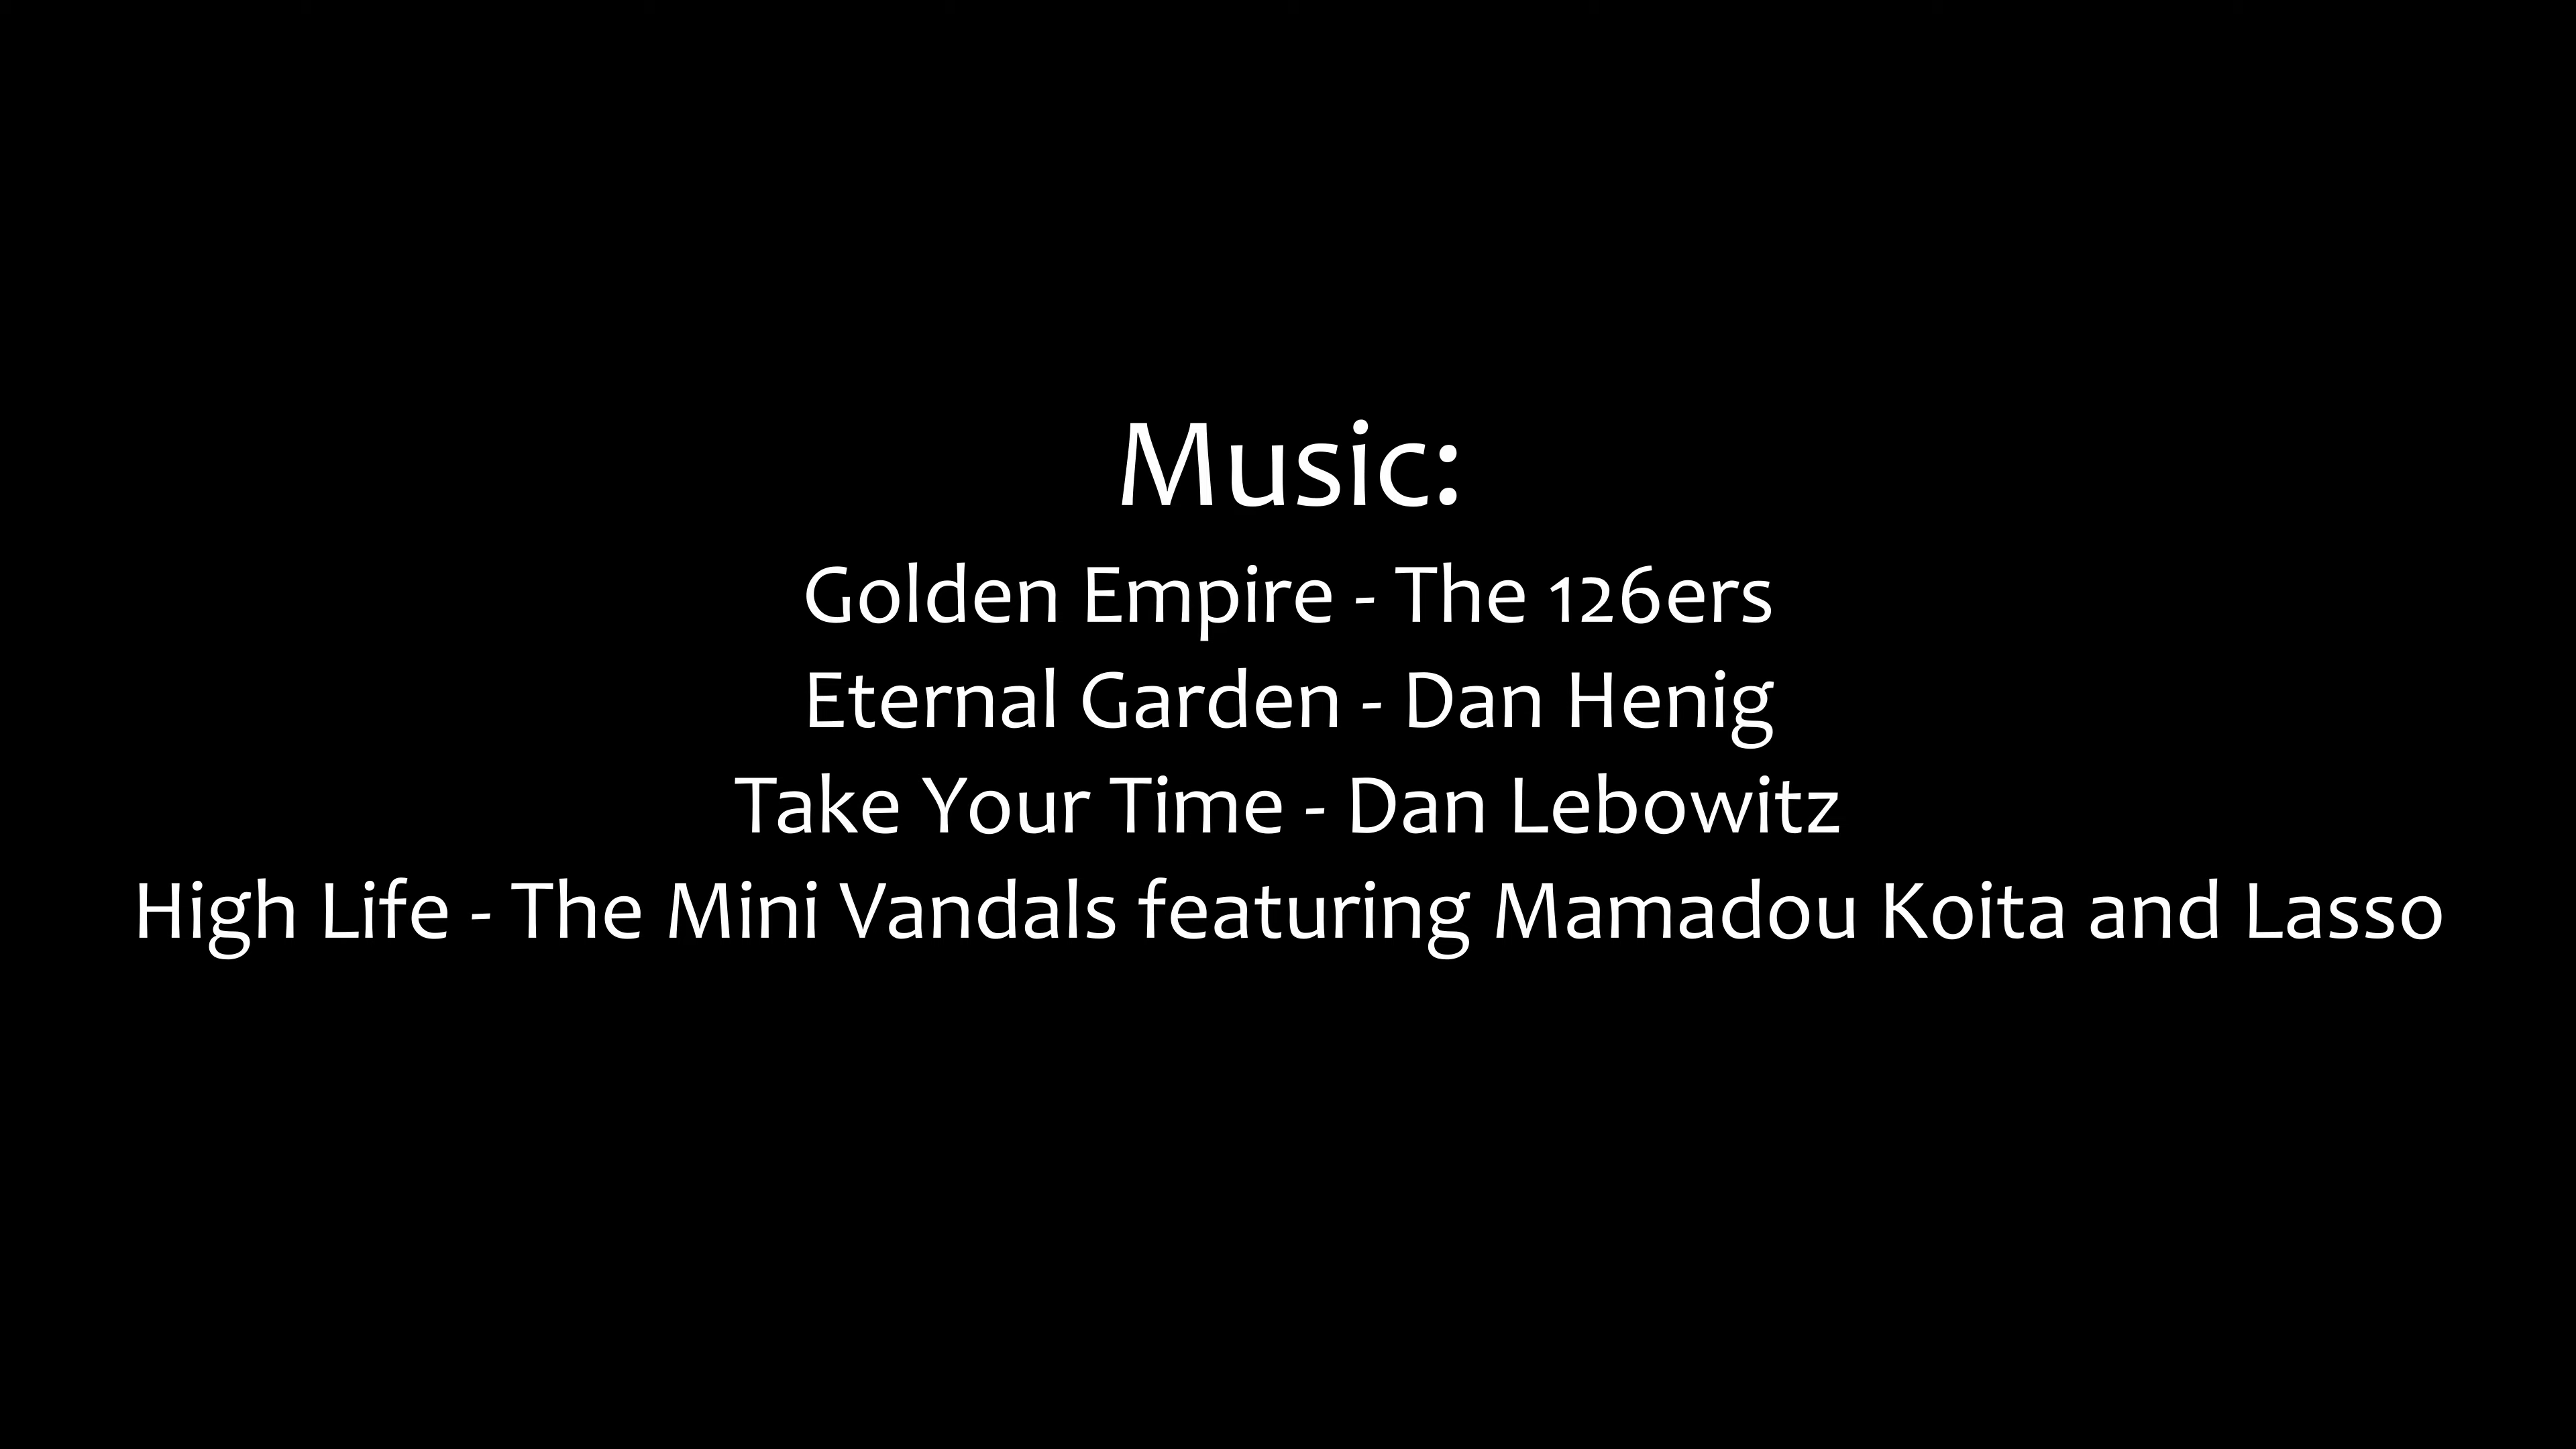 Music:
Golden Empire - The 126ers
Eternal Garden - Dan Henig
Take Your Time - Dan Lebowitz
High Life - The Mini Vandals featuring Mamadou Koita and Lasso